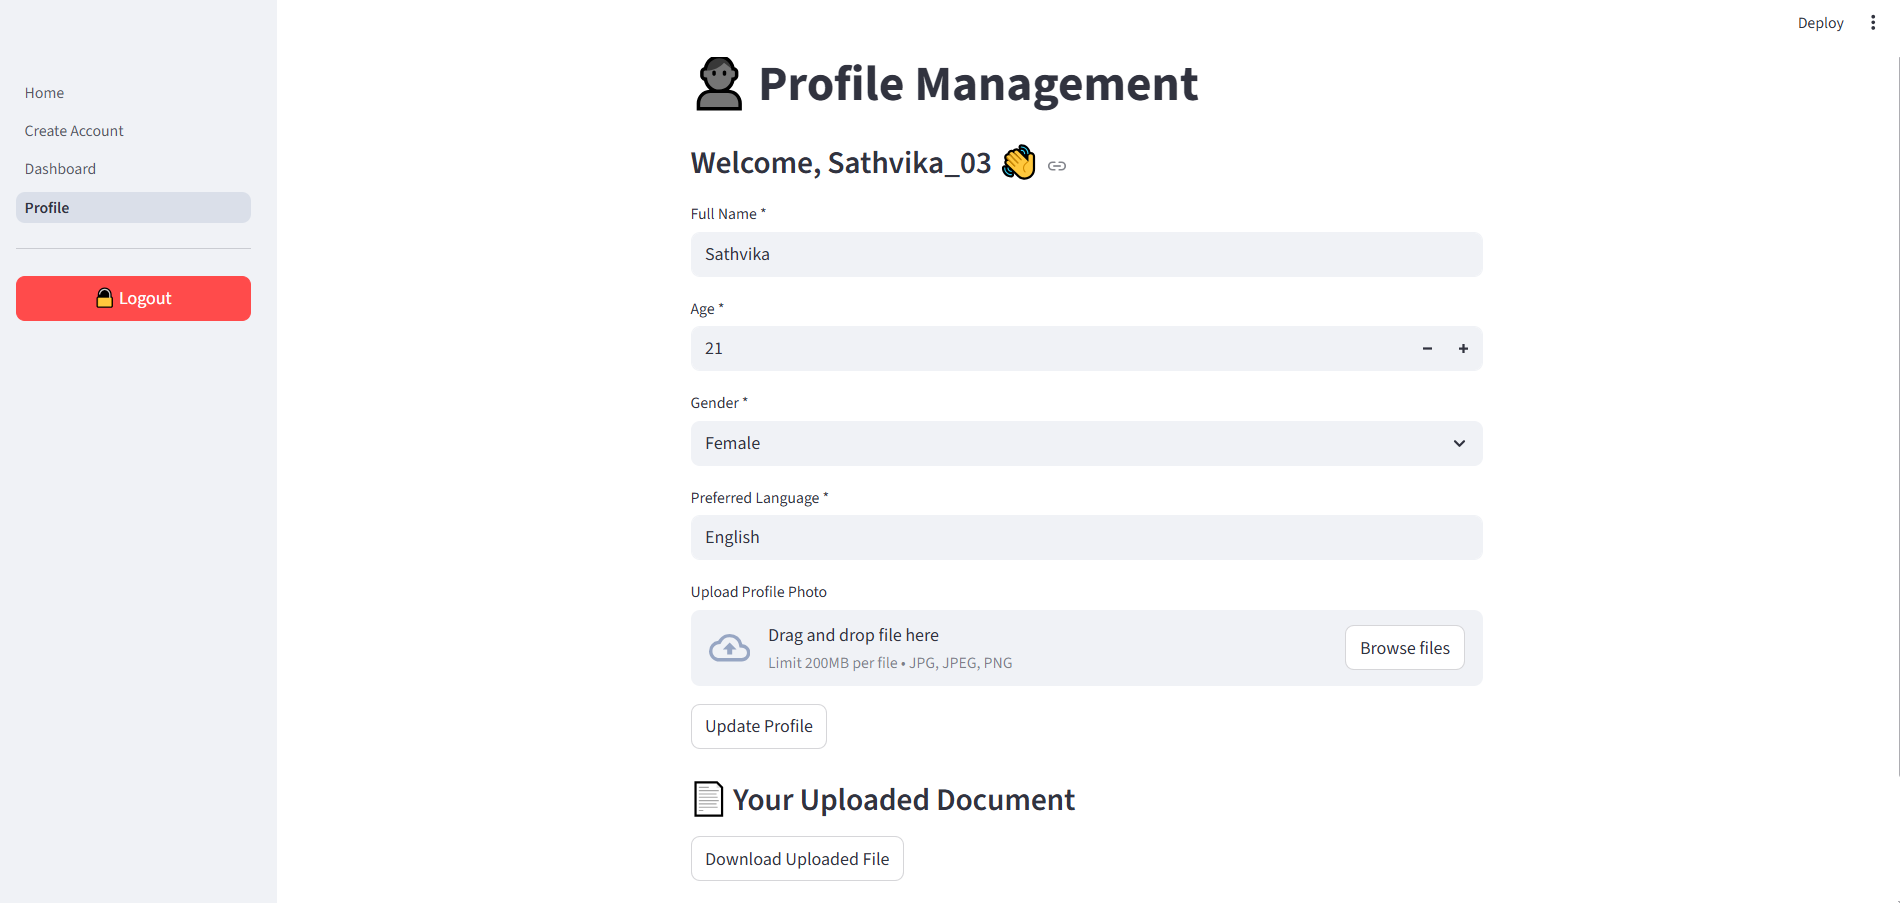 Deploy
Home
Create Account
Dashboard
Profile
Logout
Profile Management
Welcome, Sathvika_03
Full Name *
Sathvika
Age *
21
Gender *
Female
Preferred Language *
English
Upload Profile Photo
Drag and drop file here
Limit 200MB per file • JPG, JPEG, PNG
Browse files
Update Profile
Your Uploaded Document
Download Uploaded File